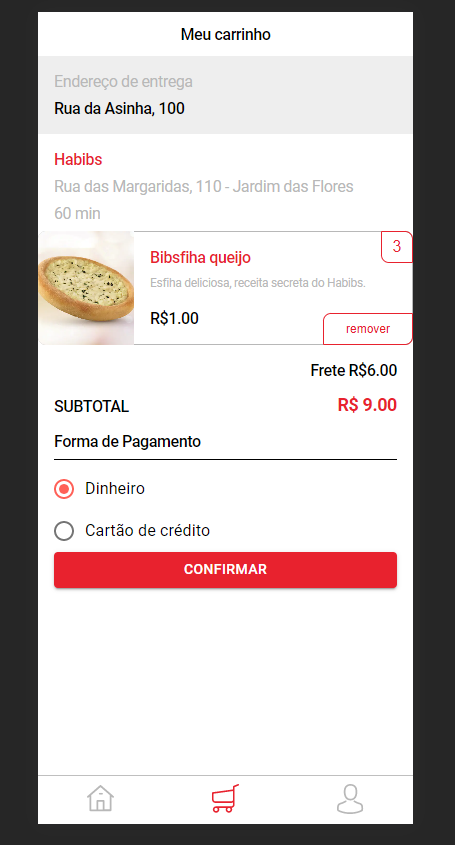 Meu carrinho
Endereço de entrega
Rua da Asinha, 100
Habibs
Rua das Margaridas, 110 - Jardim das Flores
60 min
3
Bibsfiha queijo
Esfiha deliciosa, receita secreta do Habibs.
R$1.00
remover
Frete R$6.00
SUBTOTAL R$ 9.00
Forma de Pagamento
Dinheiro
Cartão de crédito
CONFIRMAR